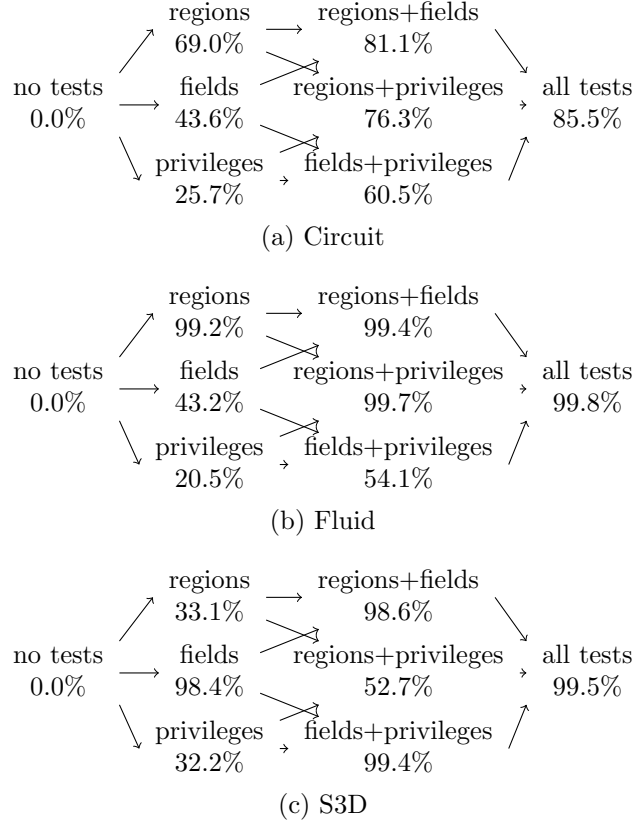 regions
69.0%
regions+fields
81.1%
no tests
0.0%
fields
43.6%
regions+privileges
76.3%
all tests
85.5%
privileges
25.7%
fields+privileges
60.5%
(a) Circuit
regions
99.2%
regions+fields
99.4%
no tests
0.0%
fields
43.2%
regions+privileges
99.7%
all tests
99.8%
privileges
20.5%
fields+privileges
54.1%
(b) Fluid
regions
33.1%
regions+fields
98.6%
no tests
0.0%
fields
98.4%
regions+privileges
52.7%
all tests
99.5%
privileges
32.2%
fields+privileges
99.4%
(c) S3D